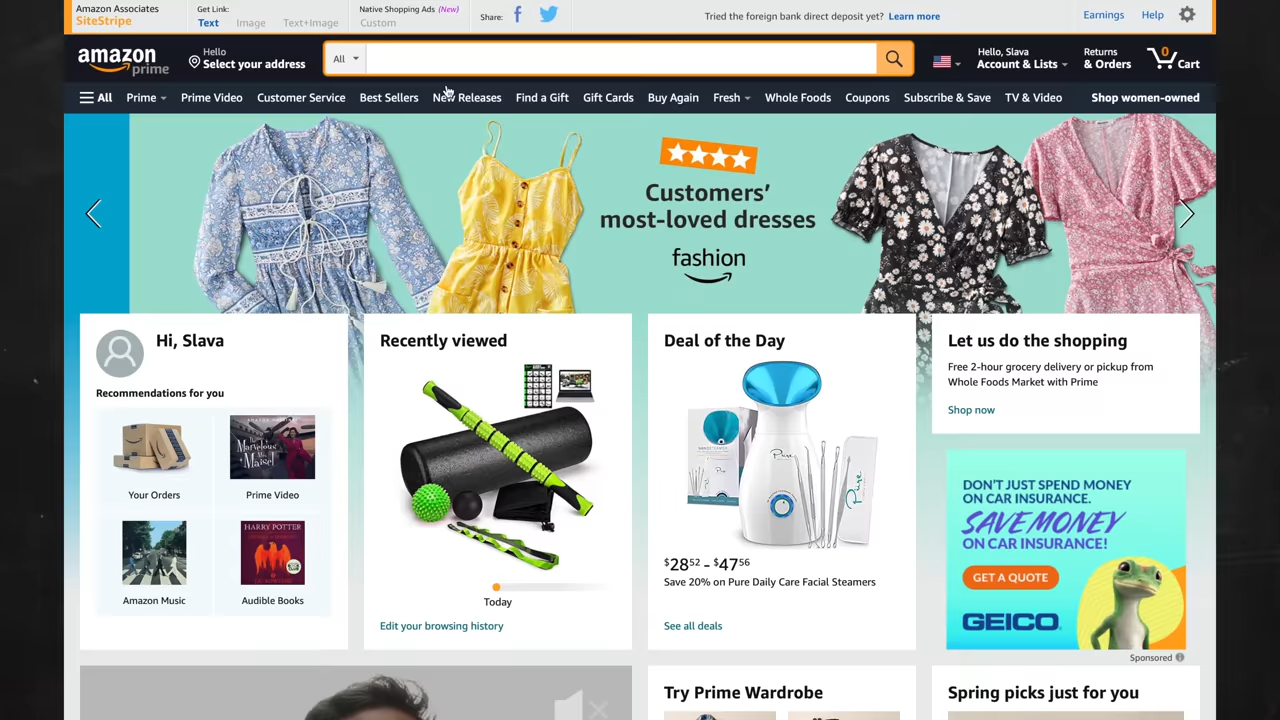 Amazon Associates
SiteStripe
Get Link:
Text Image Text+Image
Native Shopping Ads (New)
Custom
Share:
Tried the foreign bank direct deposit yet? Learn more
Earnings Help
amazon
prime
Hello
Select your address
All
Hello, Slava
Account & Lists
Returns
& Orders
0
Cart
All Prime Prime Video Customer Service Best Sellers New Releases Find a Gift Gift Cards Buy Again Fresh Whole Foods Coupons Subscribe & Save TV & Video Shop women-owned
Customers’
most-loved dresses
fashion
Hi, Slava
Recommendations for you
Your Orders
Prime Video
Marvelous
Mrs. Maisel
Amazon Music
HARRY POTTER
Audible Books
Recently viewed
Today
Edit your browsing history
Deal of the Day
Pure
Pure
$28.52 - $47.56
Save 20% on Pure Daily Care Facial Steamers
See all deals
Let us do the shopping
Free 2-hour grocery delivery or pickup from
Whole Foods Market with Prime
Shop now
DON'T JUST SPEND MONEY
ON CAR INSURANCE.
SAVE MONEY
ON CAR INSURANCE!
GET A QUOTE
GEICO.
Sponsored
Try Prime Wardrobe
Spring picks just for you